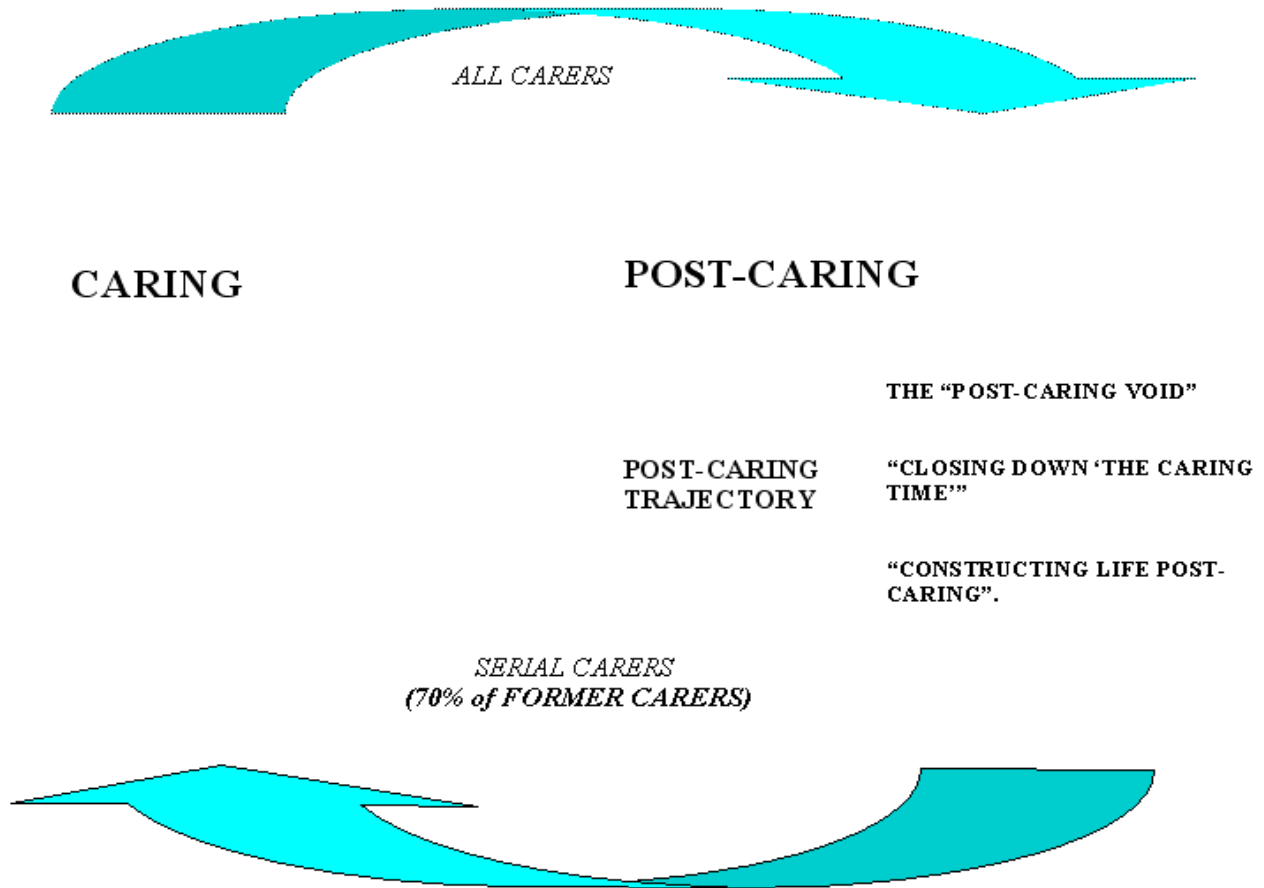 ALL CARERS
CARING
POST-CARING
THE “POST-CARING VOID”
POST-CARING
TRAJECTORY
“CLOSING DOWN ‘THE CARING
TIME’”
“CONSTRUCTING LIFE POST-
CARING”.
SERIAL CARERS
(70% of FORMER CARERS)